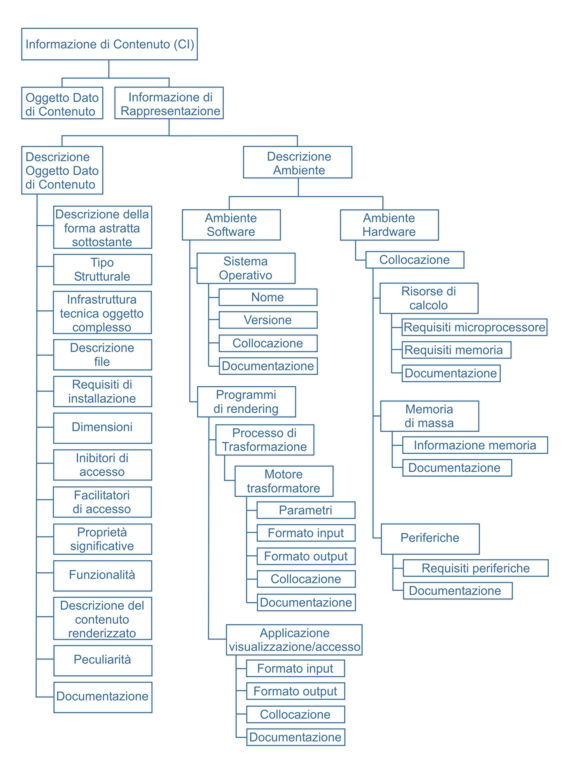 Informazione di Contenuto (CI)
Oggetto Dato
di Contenuto
Informazione di
Rappresentazione
Descrizione
Oggetto Dato
di Contenuto
Descrizione della
forma astratta
sottostante
Tipo
Strutturale
Infrastruttura
tecnica oggetto
complesso
Descrizione
file
Requisiti di
installazione
Dimensioni
Inibitori di
accesso
Facilitatori
di accesso
Proprietà
significative
Funzionalità
Descrizione del
contenuto
renderizzato
Peculiarità
Documentazione
Descrizione
Ambiente
Ambiente
Software
Sistema
Operativo
Nome
Versione
Collocazione
Documentazione
Programmi
di rendering
Processo di
Trasformazione
Motore
trasformatore
Parametri
Formato input
Formato output
Collocazione
Documentazione
Applicazione
visualizzazione/accesso
Formato input
Formato output
Collocazione
Documentazione
Ambiente
Hardware
Collocazione
Risorse di
calcolo
Requisiti microprocessore
Requisiti memoria
Documentazione
Memoria
di massa
Informazione memoria
Documentazione
Periferiche
Requisiti periferiche
Documentazione